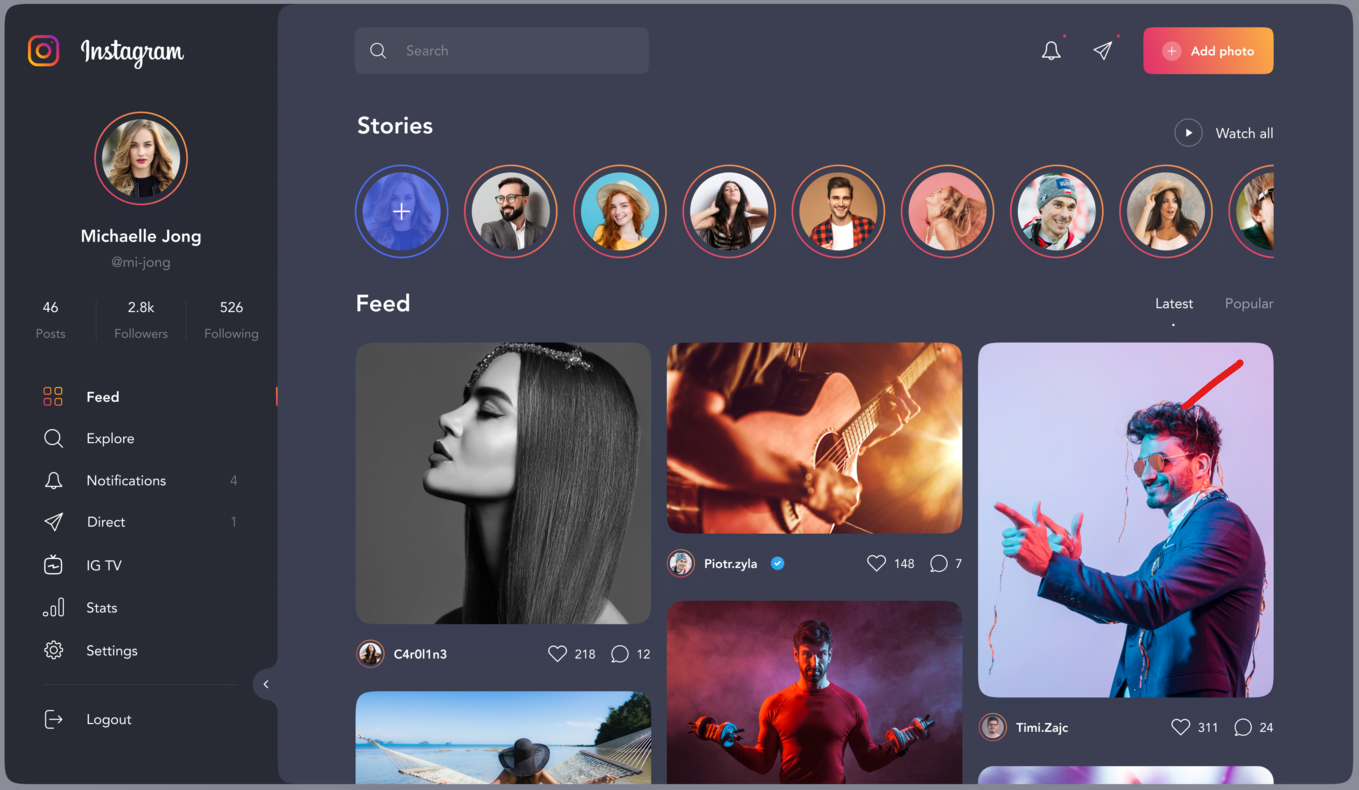 Instagram
Search
Add photo
Michaelle Jong
@mi-jong
46 2.8k 526
Posts Followers Following
Feed
Explore
Notifications 4
Direct 1
IG TV
Stats
Settings
Logout
Stories
Watch all
Feed
Latest Popular
C4r0l1n3 218 12
Piotr.zyla 148 7
Timi.Zajc 311 24